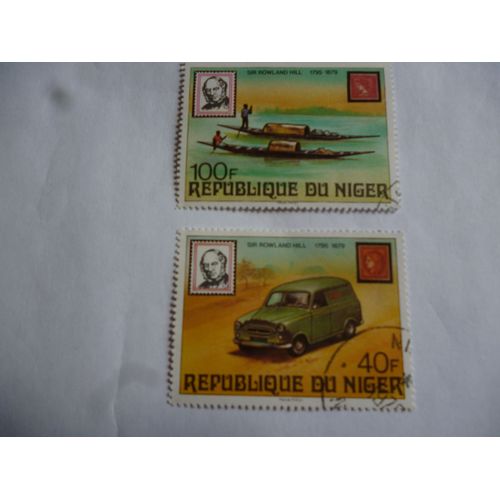 SIR ROWLAND HILL 1795-1879
100F
REPUBLIQUE DU NIGER
SIR ROWLAND HILL 1795-1879
40F
REPUBLIQUE DU NIGER